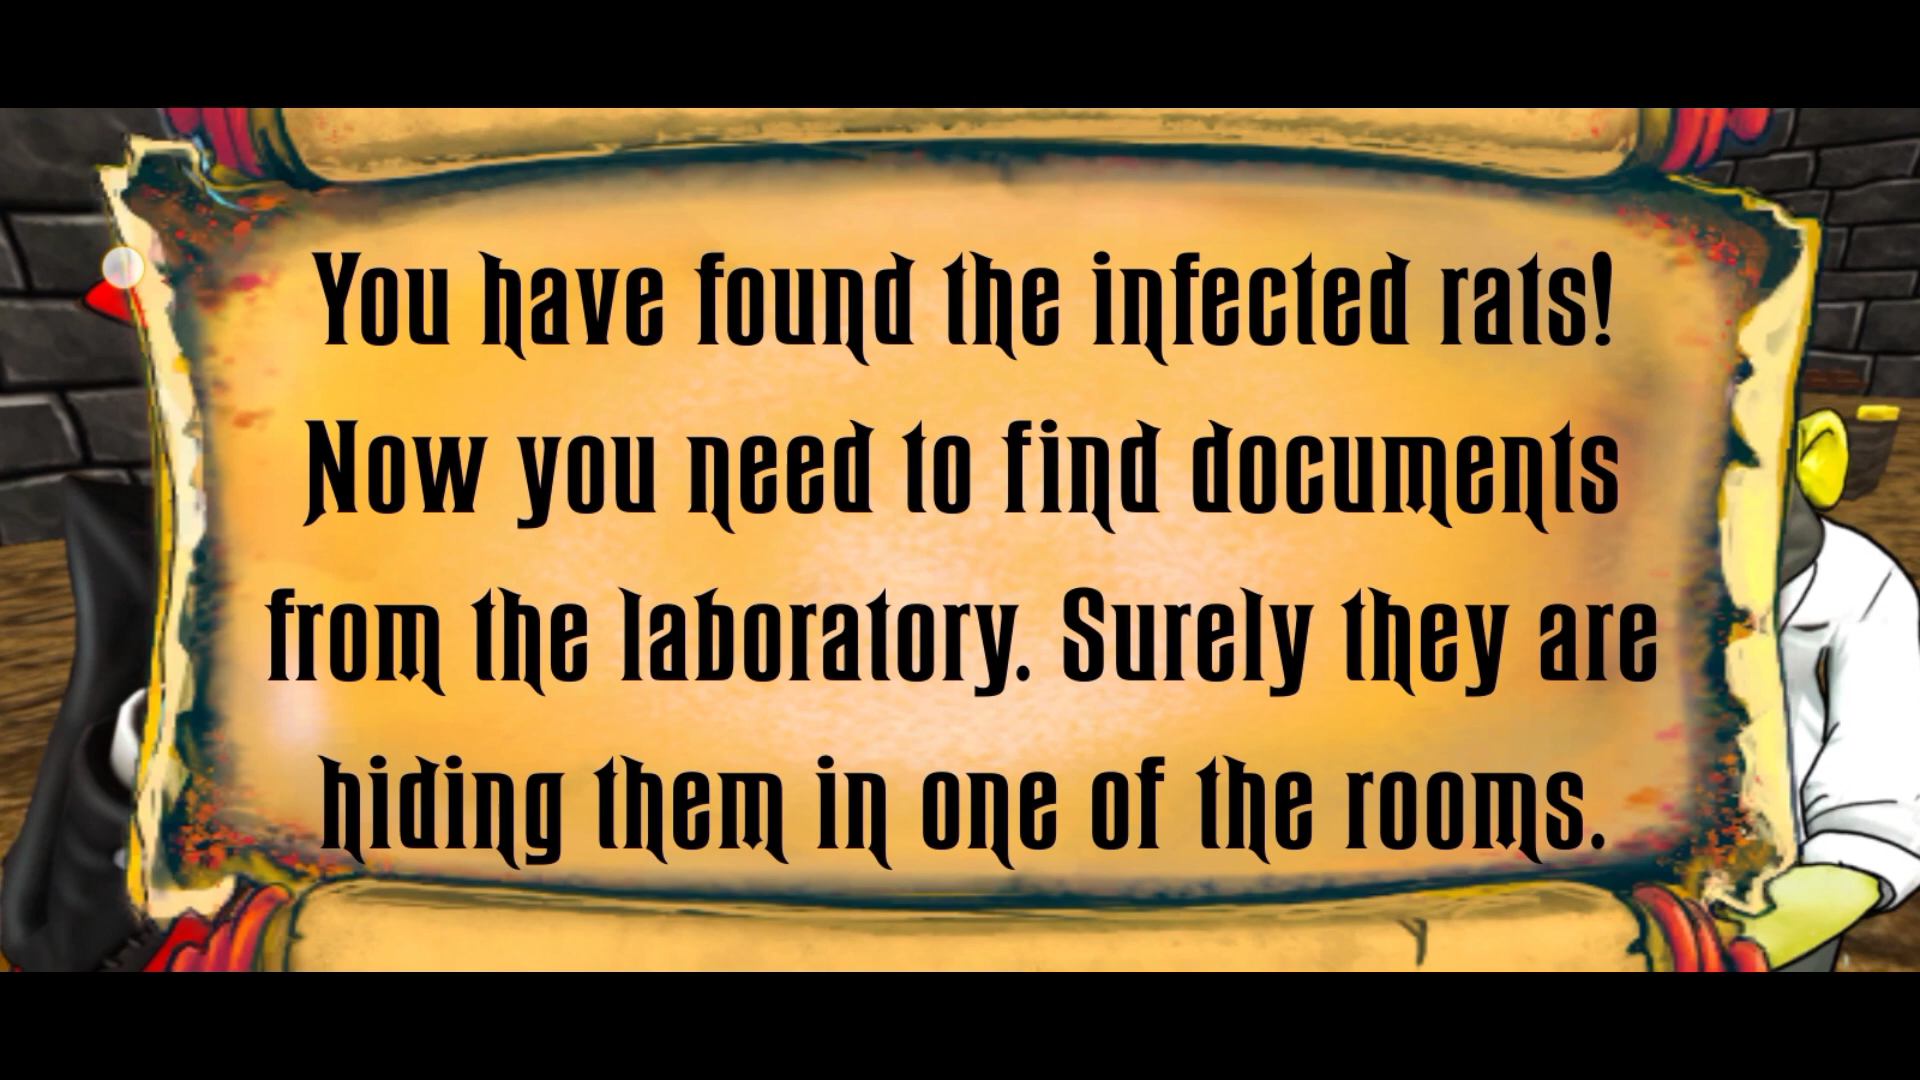 You have found the infected rats!
Now you need to find documents
from the laboratory. Surely they are
hiding them in one of the rooms.